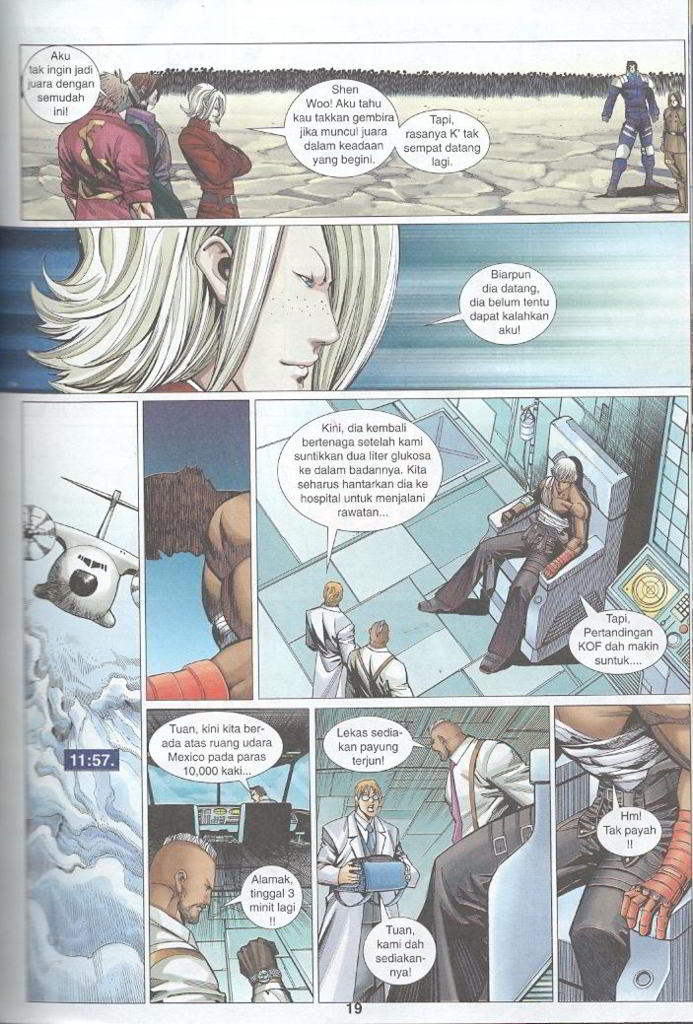 Aku
tak ingin jadi
juara dengan
semudah
ini!
Shen
Woo! Aku tahu
kau takkan gembira
jika muncul juara
dalam keadaan
yang begini.
Tapi,
rasanya K' tak
sempat datang
lagi.
Biarpun
dia datang,
dia belum tentu
dapat kalahkan
aku!
Kini, dia kembali
bertenaga setelah kami
suntikkan dua liter glukosa
ke dalam badannya. Kita
seharus hantarkan dia ke
hospital untuk menjalani
rawatan...
Tapi,
Pertandingan
KOF dah makin
suntuk....
11:57.
Tuan, kini kita ber-
ada atas ruang udara
Mexico pada paras
10,000 kaki...
Alamak,
tinggal 3
minit lagi
!!
Lekas sedia-
kan payung
terjun!
Tuan,
kami dah
sediakan-
nya!
Hm!
Tak payah
!!
19